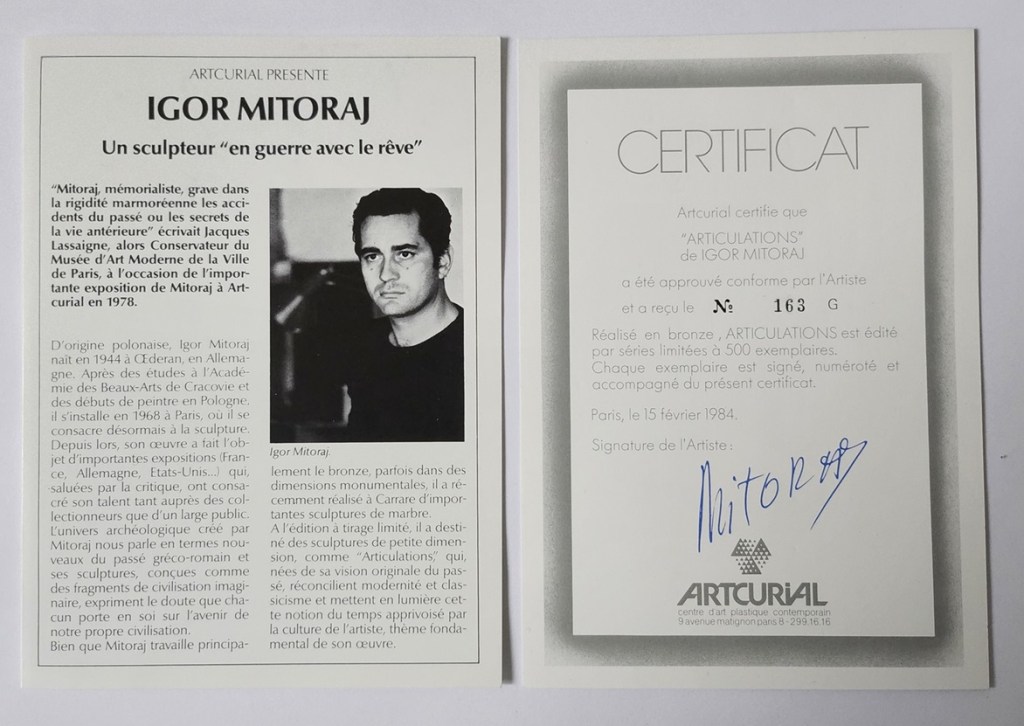 ARTCURIAL PRESENTE
IGOR MITORAJ
Un sculpteur “en guerre avec le rêve”
“Mitoraj, mémorialiste, grave dans
la rigidité marmoréenne les acci-
dents du passé ou les secrets de
la vie antérieure” écrivait Jacques
Lassaigne, alors Conservateur du
Musée d’Art Moderne de la Ville
de Paris, à l’occasion de l’impor-
tante exposition de Mitoraj à Art-
curial en 1978.
D’origine polonaise, Igor Mitoraj
naît en 1944 à Œderan, en Allema-
gne. Après des études à l’Acadé-
mie des Beaux-Arts de Cracovie et
des débuts de peintre en Pologne,
il s’installe en 1968 à Paris, où il se
consacre désormais à la sculpture.
Depuis lors, son œuvre a fait l’ob-
jet d’importantes expositions (Fran-
ce, Allemagne, Etats-Unis...) qui,
saluées par la critique, ont consa-
cré son talent tant auprès des col-
lectionneurs que d’un large public.
L’univers archéologique créé par
Mitoraj nous parle en termes nou-
veaux du passé gréco-romain et
ses sculptures, conçues comme
des fragments de civilisation imagi-
naire, expriment le doute que cha-
cun porte en soi sur l’avenir de
notre propre civilisation.
Bien que Mitoraj travaille principa-
Igor Mitoraj.
lement le bronze, parfois dans des
dimensions monumentales, il a ré-
cemment réalisé à Carrare d’impor-
tantes sculptures de marbre.
A l’édition à tirage limité, il a desti-
né des sculptures de petite dimen-
sion, comme “Articulations,” qui,
nées de sa vision originale du pas-
sé, réconcilient modernité et clas-
sicisme et mettent en lumière cet-
te notion du temps apprivoisé par
la culture de l’artiste, thème fonda-
mental de son œuvre.
CERTIFICAT
Artcurial certifie que
“ARTICULATIONS”
de IGOR MITORAJ
a été approuvé conforme par l’Artiste
et a reçu le № 163 G
Réalisé en bronze, ARTICULATIONS est édité
par séries limitées à 500 exemplaires.
Chaque exemplaire est signé, numéroté et
accompagné du présent certificat.
Paris, le 15 février 1984.
Signature de l’Artiste :
MitoRaj
ARTCURIAL
centre d’art plastique contemporain
9 avenue matignon paris 8 - 299.16.16